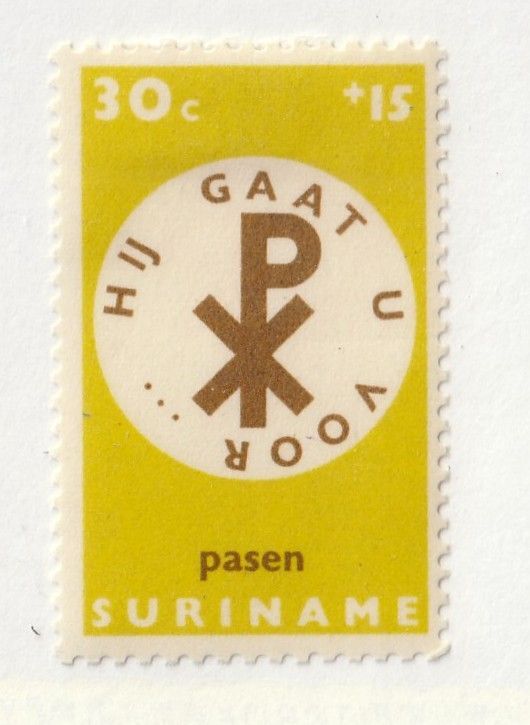 30c +15
HIJ GAAT U VOOR...
pasen
SURINAME